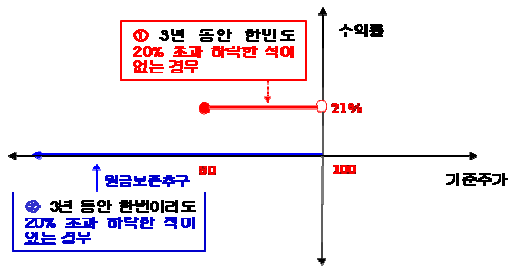 수익률
① 3년 동안 한번도
20% 초과 하락한 적이
없는 경우
21%
80
100
기준주가
원금보존추구
② 3년 동안 한번이라도
20% 초과 하락한 적이
있는 경우